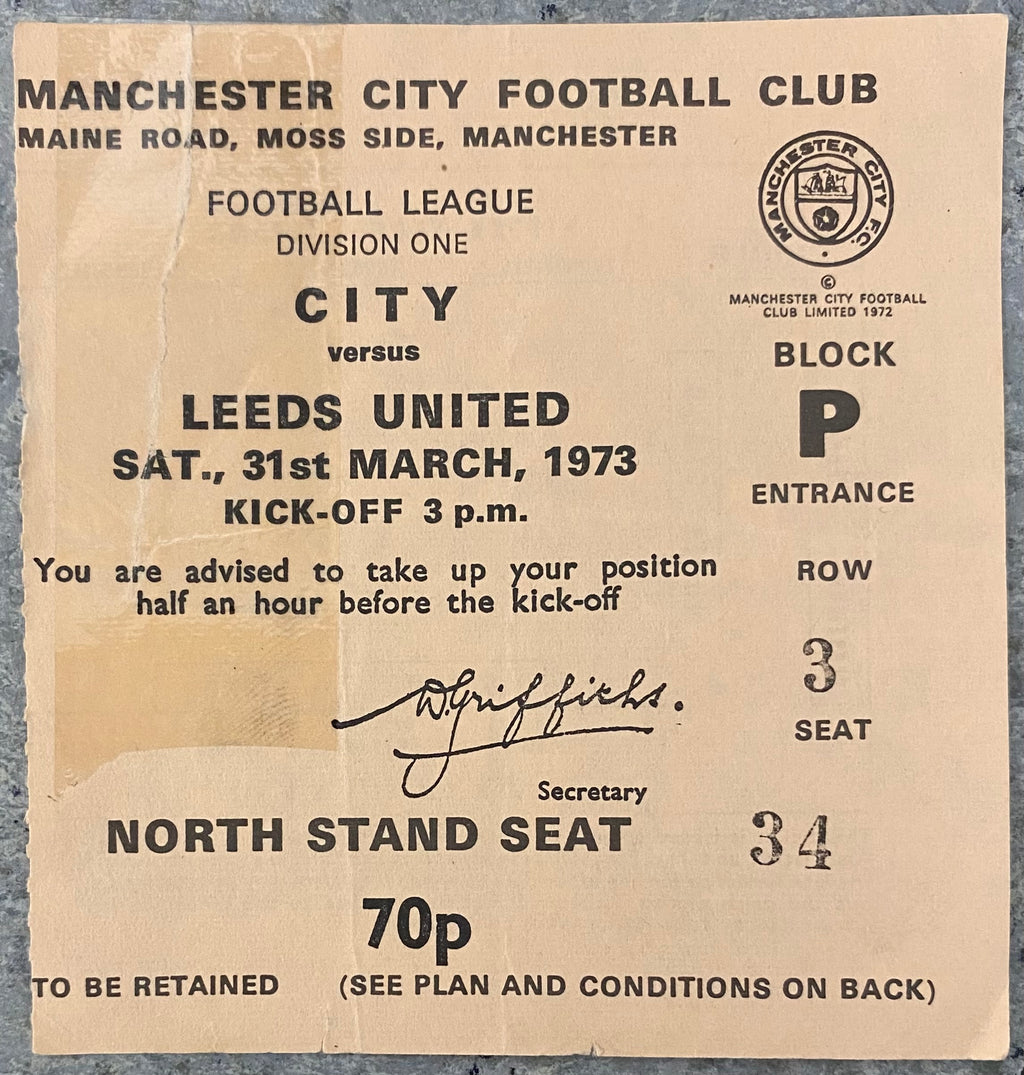 MANCHESTER CITY FOOTBALL CLUB
MAINE ROAD, MOSS SIDE, MANCHESTER
FOOTBALL LEAGUE
DIVISION ONE
CITY
versus
LEEDS UNITED
SAT., 31st MARCH, 1973
KICK-OFF 3 p.m.
You are advised to take up your position
half an hour before the kick-off
D. Griffiths.
Secretary
NORTH STAND SEAT
70p
TO BE RETAINED (SEE PLAN AND CONDITIONS ON BACK)
MANCHESTER CITY F.C.
©
MANCHESTER CITY FOOTBALL
CLUB LIMITED 1972
BLOCK
P
ENTRANCE
ROW
3
SEAT
34